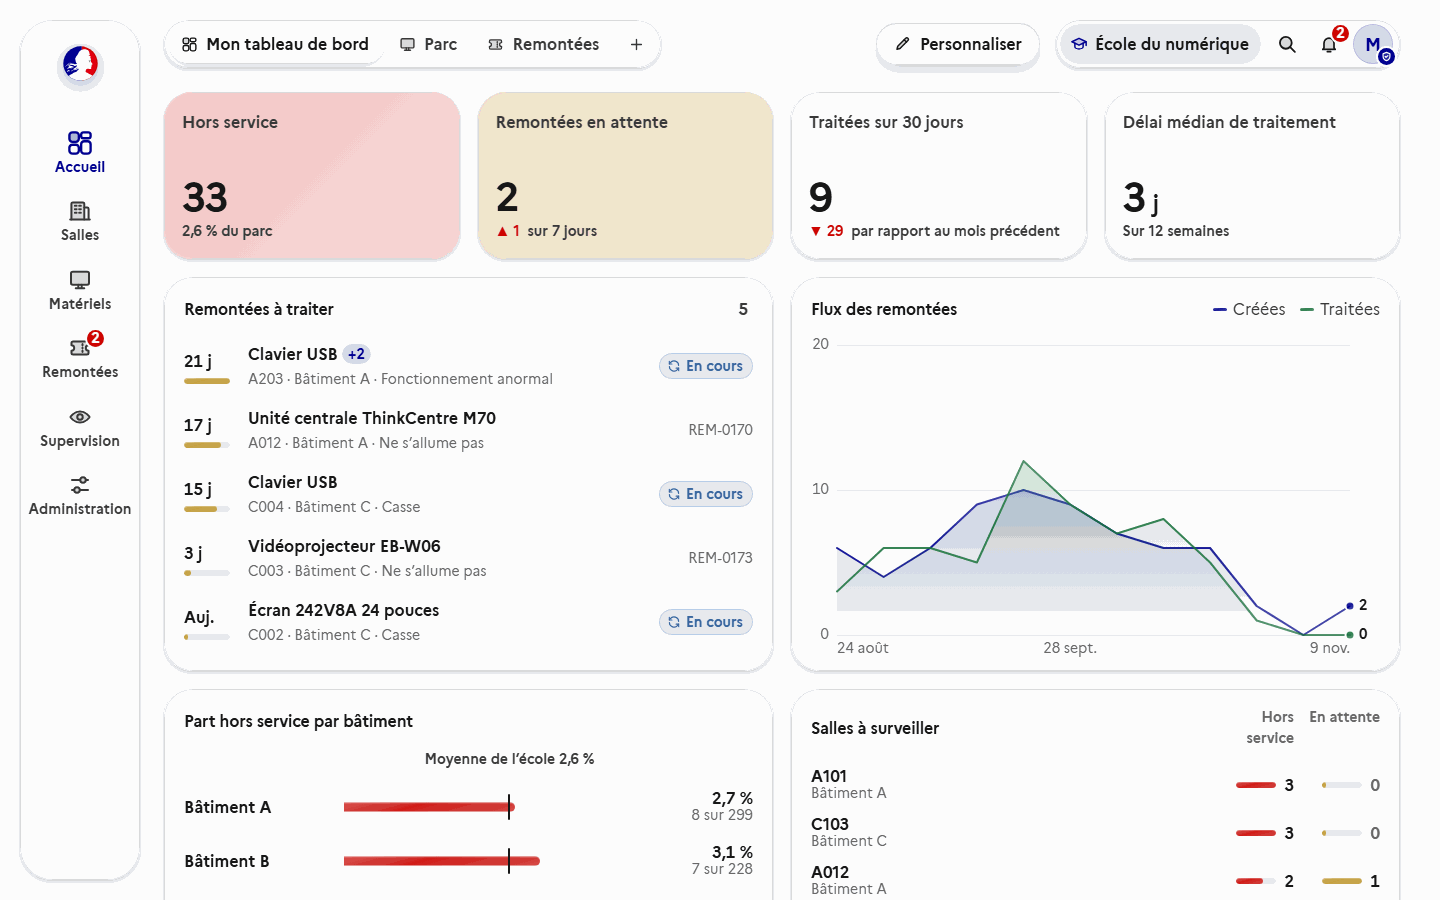 Mon tableau de bord
Parc
Remontées
Personnaliser
École du numérique
2
M
Accueil
Salles
Matériels
2
Remontées
Supervision
Administration
Hors service
33
2,6 % du parc
Remontées en attente
2
▲ 1 sur 7 jours
Traitées sur 30 jours
9
▼ 29 par rapport au mois précédent
Délai médian de traitement
3 j
Sur 12 semaines
Remontées à traiter
5
21 j
Clavier USB +2
A203 · Bâtiment A · Fonctionnement anormal
En cours
17 j
Unité centrale ThinkCentre M70
A012 · Bâtiment A · Ne s’allume pas
REM-0170
15 j
Clavier USB
C004 · Bâtiment C · Casse
En cours
3 j
Vidéoprojecteur EB-W06
C003 · Bâtiment C · Ne s’allume pas
REM-0173
Auj.
Écran 242V8A 24 pouces
C002 · Bâtiment C · Casse
En cours
Flux des remontées
Créées
Traitées
20
10
0
2
0
24 août
28 sept.
9 nov.
Part hors service par bâtiment
Moyenne de l’école 2,6 %
Bâtiment A
2,7 %
8 sur 299
Bâtiment B
3,1 %
7 sur 228
Salles à surveiller
Hors service
En attente
A101
Bâtiment A
3
0
C103
Bâtiment C
3
0
A012
Bâtiment A
2
1